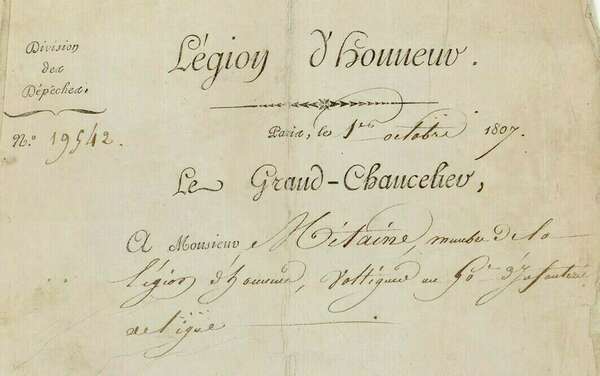 Division
des
Dépêches.
Légion d'honneur.
N.° 19542.
Paris, le 1er octobre 1807.
Le Grand-Chancelier,
A Monsieur Métaine, membre de la
légion d'honneur, Voltigeur au 50e d'Infanterie
de ligne